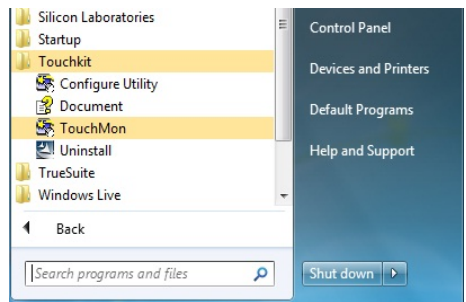 Silicon Laboratories
Startup
Touchkit
Configure Utility
Document
TouchMon
Uninstall
TrueSuite
Windows Live
Back
Search programs and files
Control Panel
Devices and Printers
Default Programs
Help and Support
Shut down